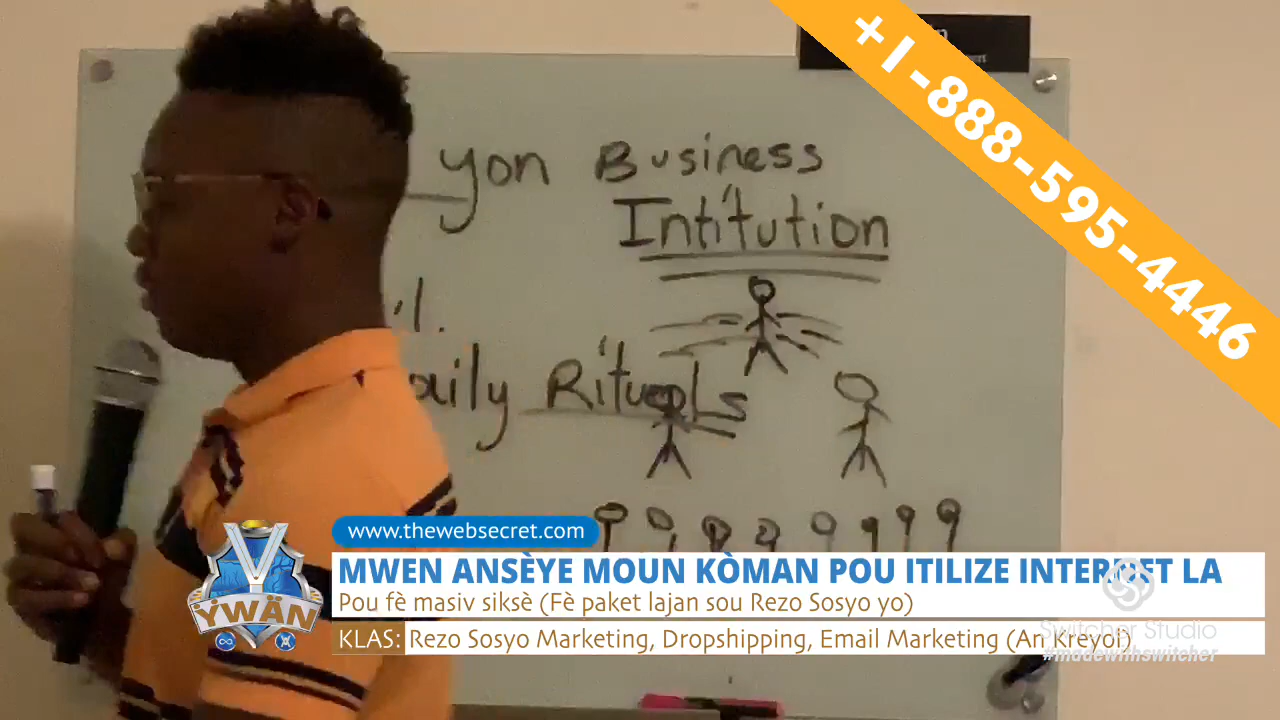 +1-888-595-4446
yon Business
Intitution
aily Rituals
www.thewebsecret.com
MWEN ANSÈYE MOUN KÒMAN POU ITILIZE INTERNET LA
Pou fè masiv siksè (Fè paket lajan sou Rezo Sosyo yo)
KLAS: Rezo Sosyo Marketing, Dropshipping, Email Marketing (An Kreyol)
ÿWÄN
Switcher Studio
#madewithswitcher